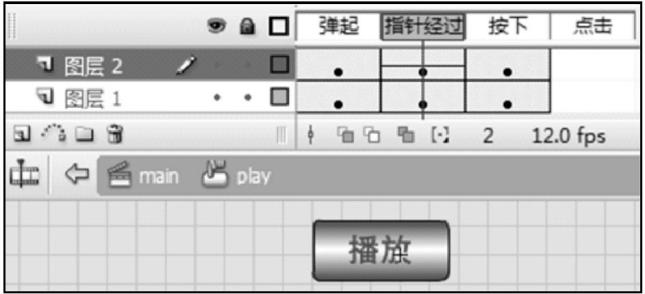 弹起 指针经过 按下 点击
图层 2
图层 1
2 12.0 fps
main play
播放